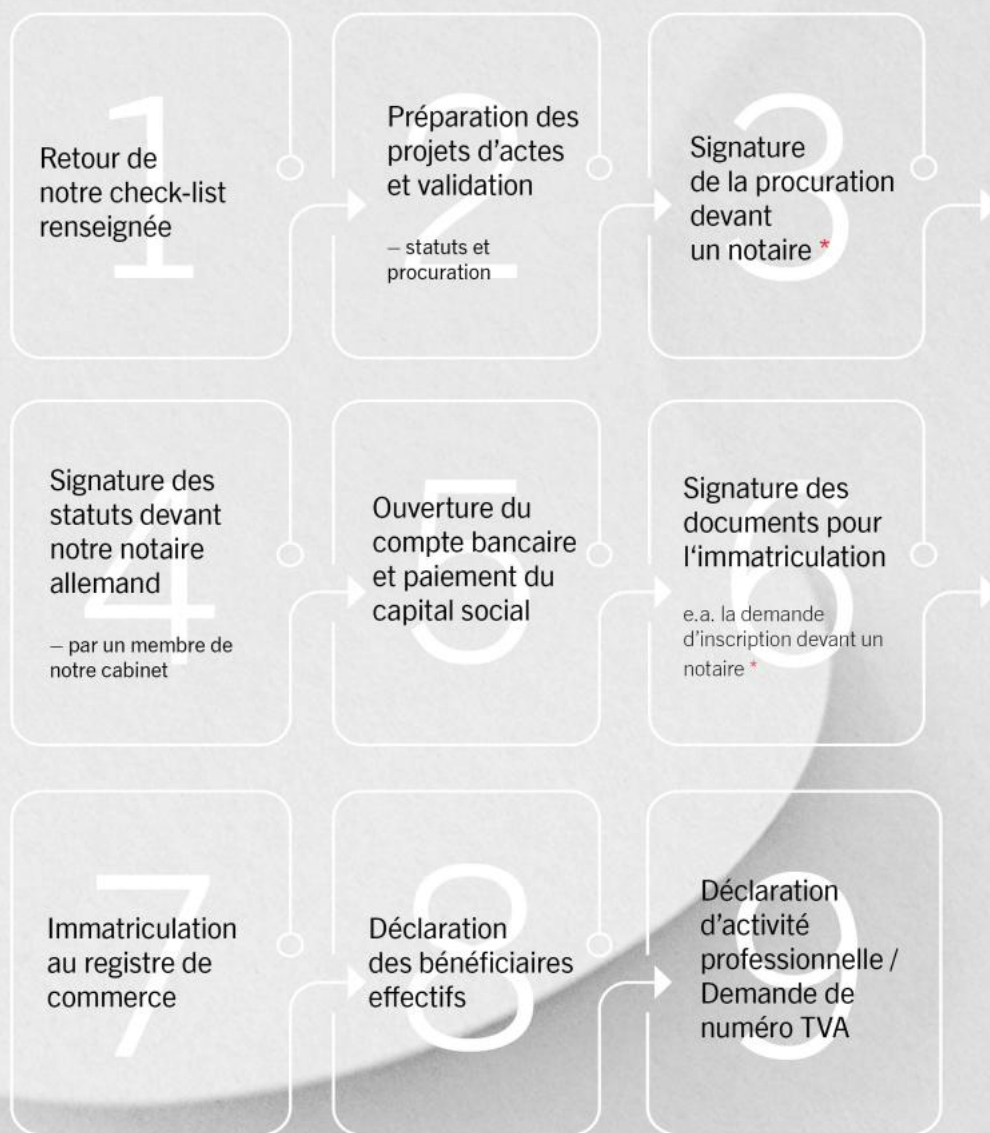 1
Retour de
notre check-list
renseignée
2
Préparation des
projets d'actes
et validation
– statuts et
procuration
3
Signature
de la procuration
devant
un notaire *
4
Signature des
statuts devant
notre notaire
allemand
– par un membre de
notre cabinet
5
Ouverture du
compte bancaire
et paiement du
capital social
6
Signature des
documents pour
l‘immatriculation
e.a. la demande
d'inscription devant un
notaire *
7
Immatriculation
au registre de
commerce
8
Déclaration
des bénéficiaires
effectifs
9
Déclaration
d'activité
professionnelle /
Demande de
numéro TVA